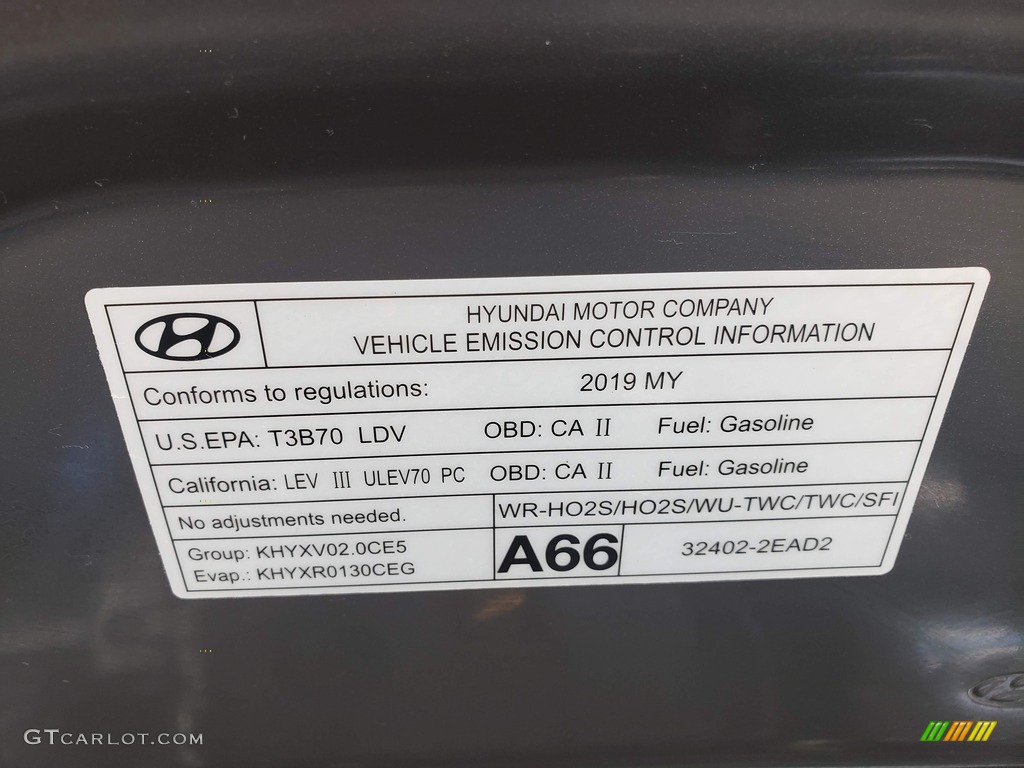 HYUNDAI MOTOR COMPANY
VEHICLE EMISSION CONTROL INFORMATION
Conforms to regulations: 2019 MY
U.S.EPA: T3B70 LDV OBD: CA II Fuel: Gasoline
California: LEV III ULEV70 PC OBD: CA II Fuel: Gasoline
No adjustments needed. WR-HO2S/HO2S/WU-TWC/TWC/SFI
Group: KHYXV02.0CE5
Evap.: KHYXR0130CEG
A66 32402-2EAD2
GTCARLOT.COM